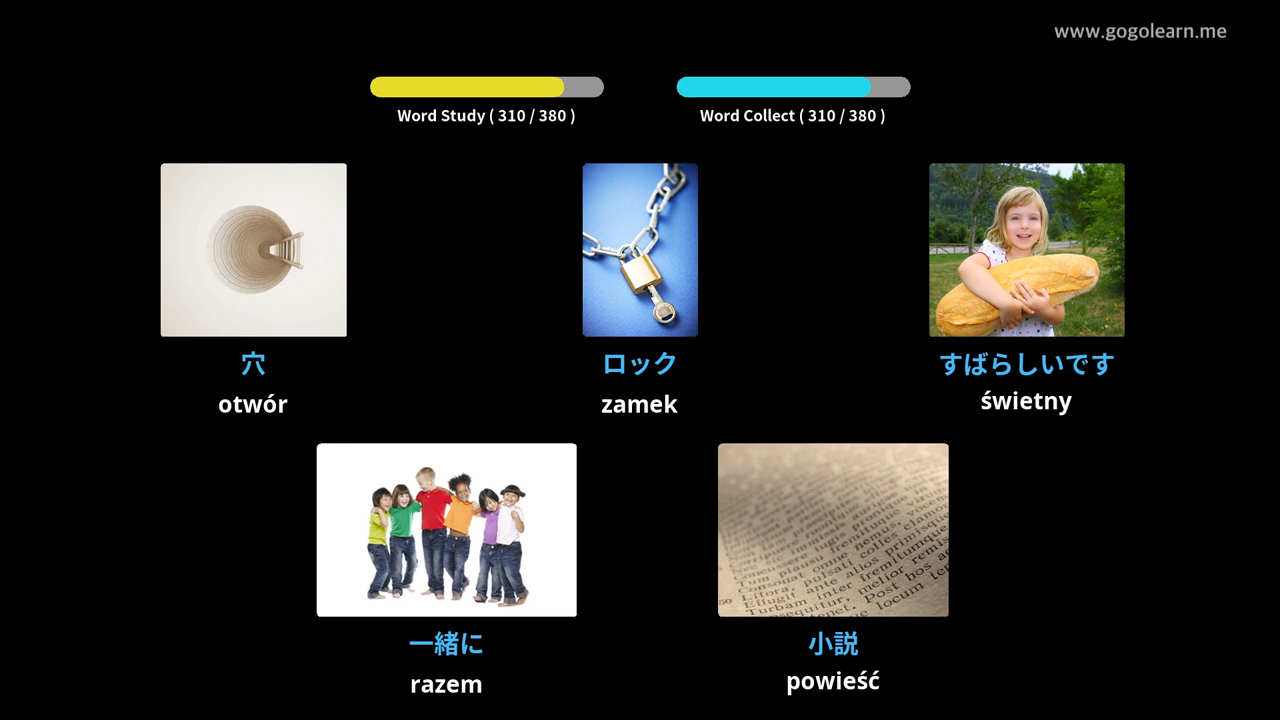 www.gogolearn.me
Word Study ( 310 / 380 )
Word Collect ( 310 / 380 )
穴
otwór
ロック
zamek
すばらしいです
świetny
一緒に
razem
小説
powieść